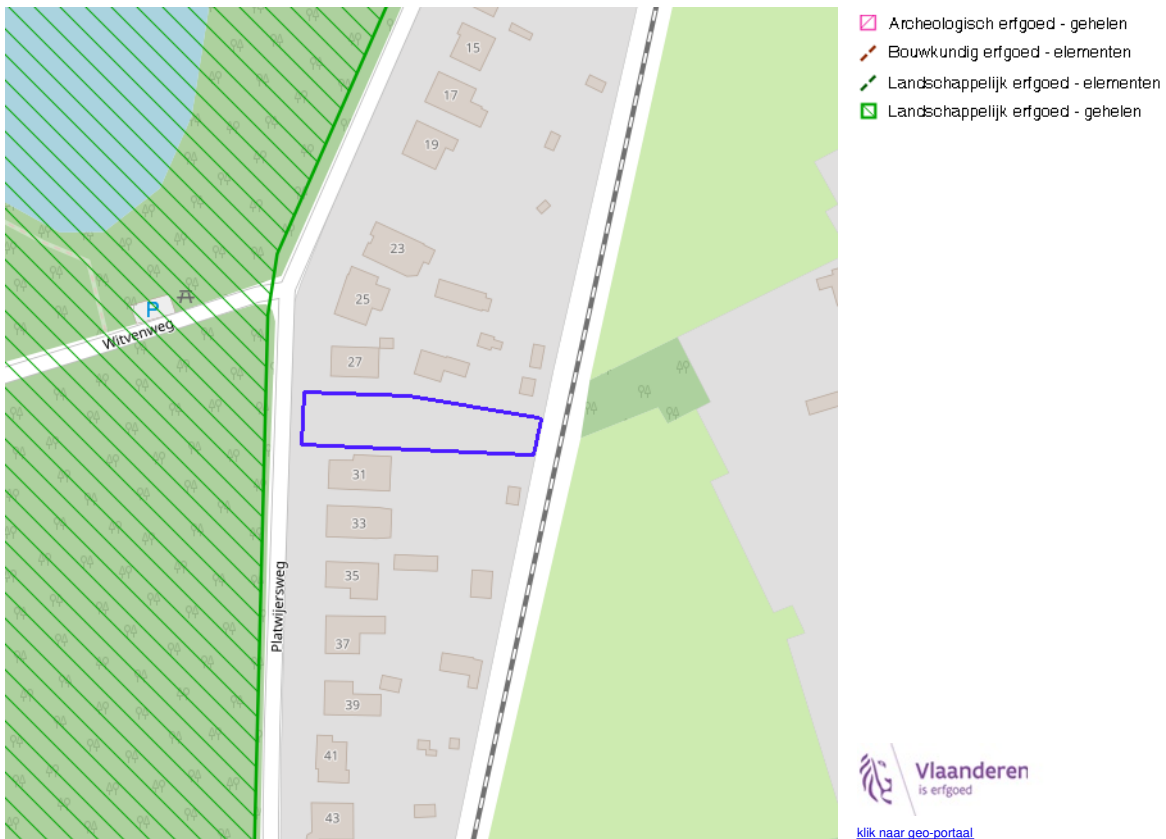 15
17
19
23
25
P
Witvenweg
27
31
33
35
Platwijersweg
37
39
41
43
Archeologisch erfgoed - gehelen
Bouwkundig erfgoed - elementen
Landschappelijk erfgoed - elementen
Landschappelijk erfgoed - gehelen
Vlaanderen
is erfgoed
klik naar geo-portaal